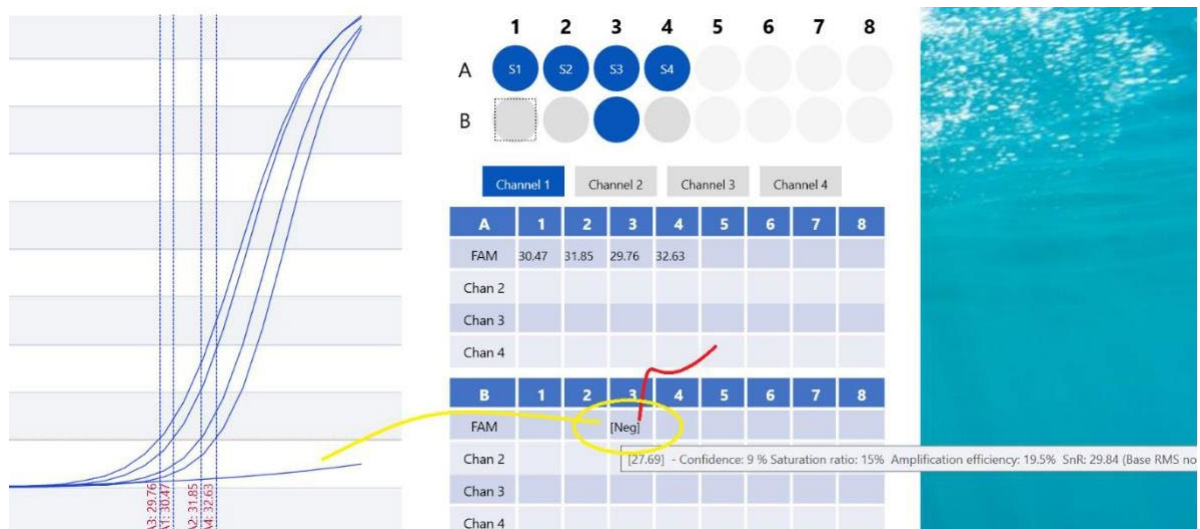 1 2 3 4 5 6 7 8
A S1 S2 S3 S4
B
Channel 1 Channel 2 Channel 3 Channel 4
A 1 2 3 4 5 6 7 8
FAM 30.47 31.85 29.76 32.63
Chan 2
Chan 3
Chan 4
B 1 2 3 4 5 6 7 8
FAM [Neg]
Chan 2 [27.69] - Confidence: 9 % Saturation ratio: 15% Amplification efficiency: 19.5% SnR: 29.84 (Base RMS no
Chan 3
Chan 4
A3: 29.76
A1: 30.47
A2: 31.85
A4: 32.63